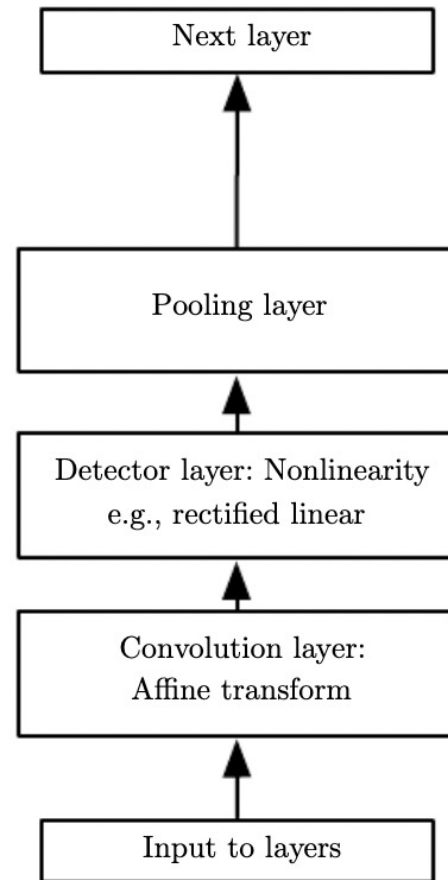 Next layer
Pooling layer
Detector layer: Nonlinearity
e.g., rectified linear
Convolution layer:
Affine transform
Input to layers